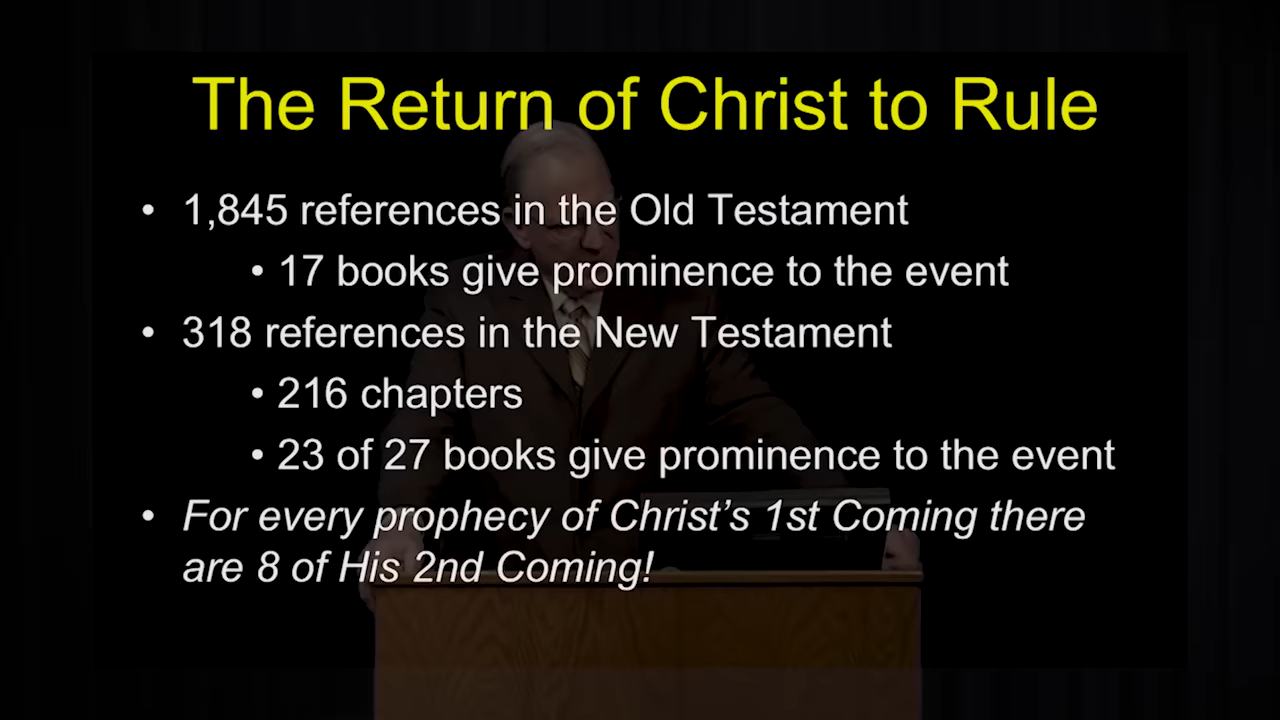 The Return of Christ to Rule
• 1,845 references in the Old Testament
• 17 books give prominence to the event
• 318 references in the New Testament
• 216 chapters
• 23 of 27 books give prominence to the event
• For every prophecy of Christ's 1st Coming there
are 8 of His 2nd Coming!